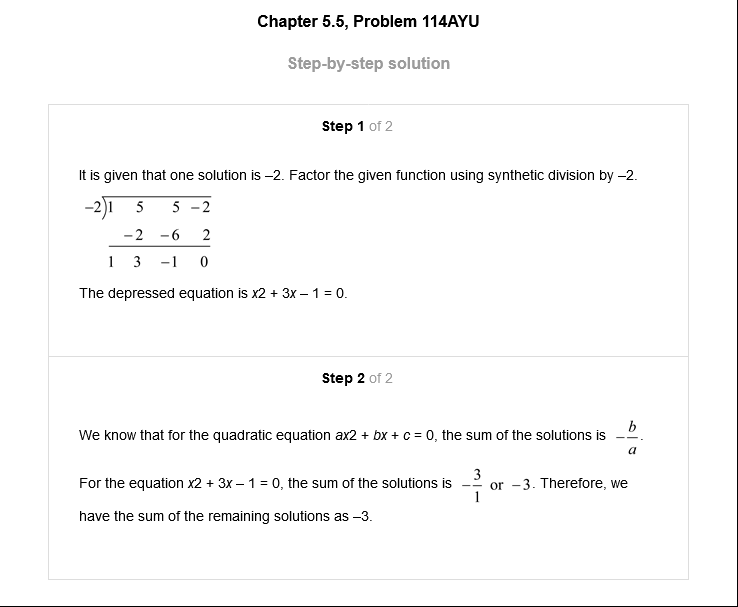 Chapter 5.5, Problem 114AYU
Step-by-step solution
Step 1 of 2
It is given that one solution is –2. Factor the given function using synthetic division by –2.
−2)1 5 5 −2
−2 −6 2
1 3 −1 0
The depressed equation is x2 + 3x – 1 = 0.
Step 2 of 2
We know that for the quadratic equation ax2 + bx + c = 0, the sum of the solutions is −b/a.
For the equation x2 + 3x – 1 = 0, the sum of the solutions is −3/1 or −3. Therefore, we
have the sum of the remaining solutions as –3.